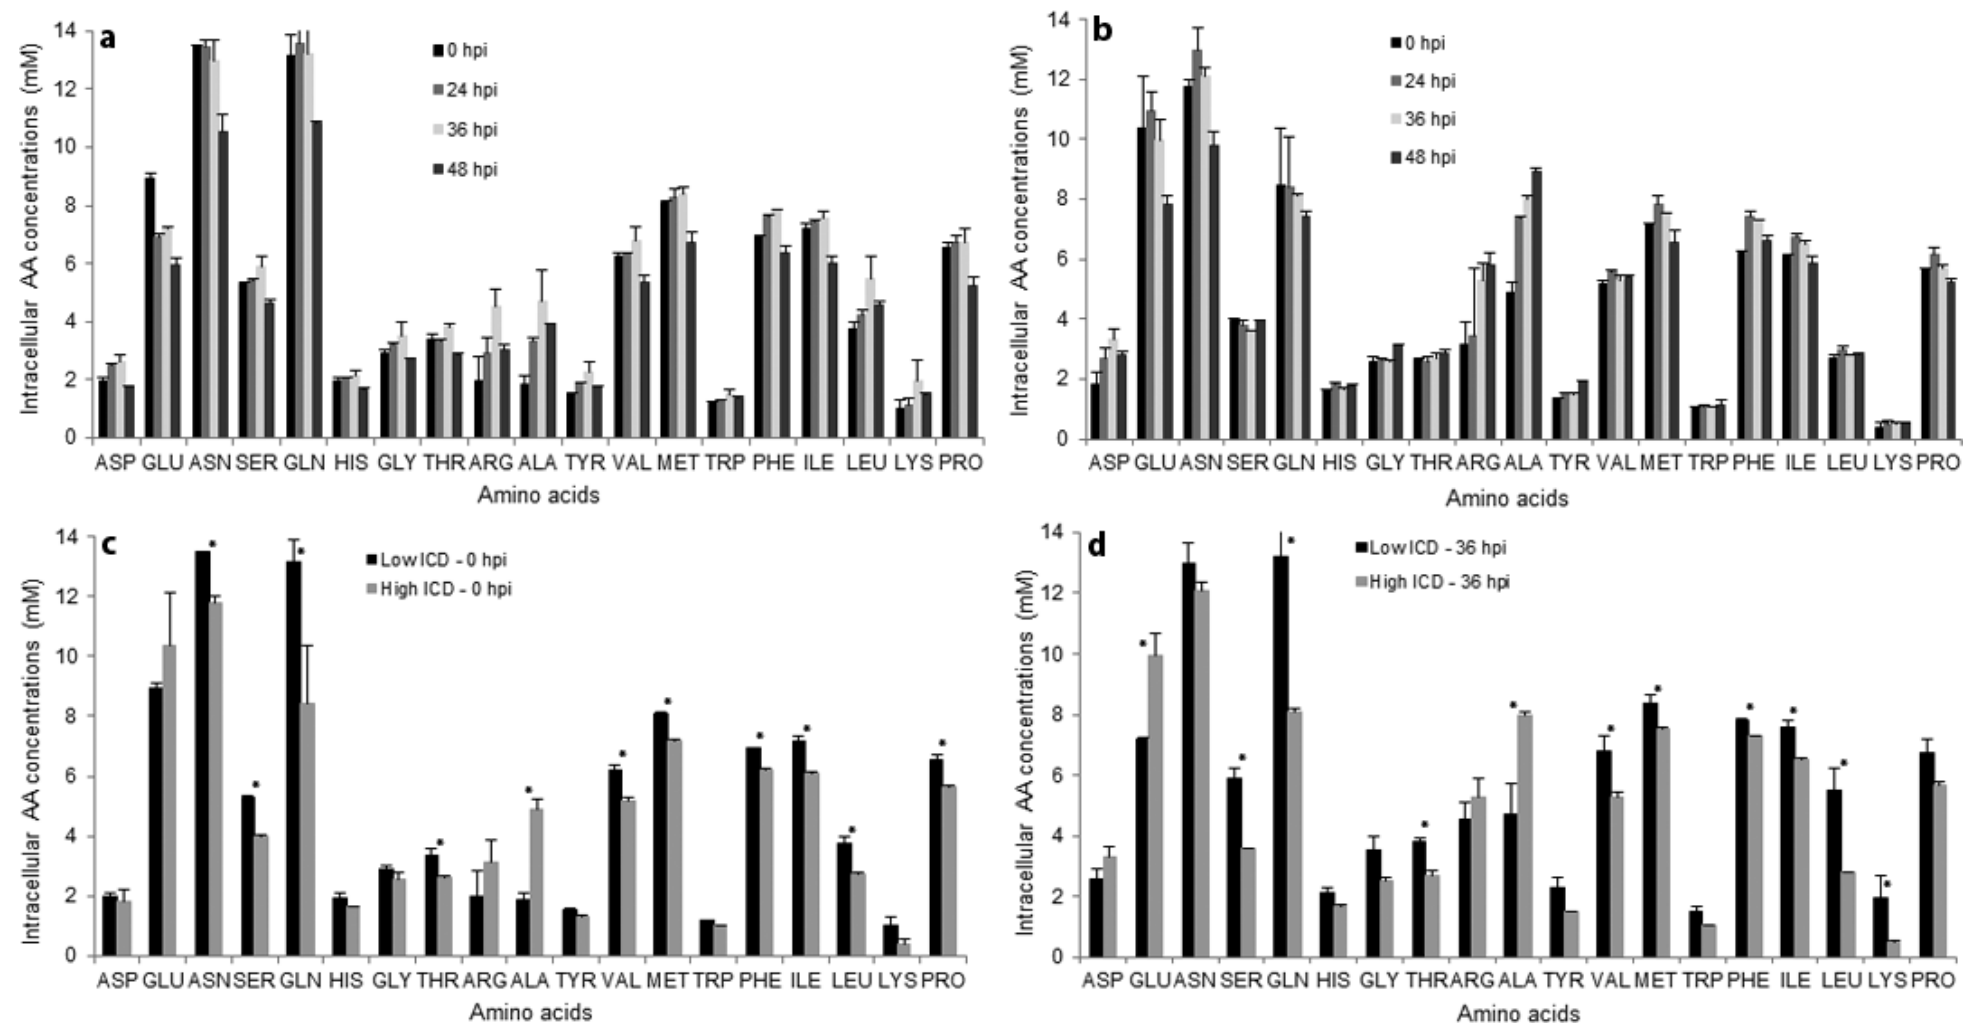 a
Intracellular AA concentrations (mM)
14
12
10
8
6
4
2
0
0 hpi
24 hpi
36 hpi
48 hpi
ASP GLU ASN SER GLN HIS GLY THR ARG ALA TYR VAL MET TRP PHE ILE LEU LYS PRO
Amino acids
b
Intracellular AA concentrations (mM)
14
12
10
8
6
4
2
0
0 hpi
24 hpi
36 hpi
48 hpi
ASP GLU ASN SER GLN HIS GLY THR ARG ALA TYR VAL MET TRP PHE ILE LEU LYS PRO
Amino acids
c
Intracellular AA concentrations (mM)
14
12
10
8
6
4
2
0
Low ICD - 0 hpi
High ICD - 0 hpi
* * * * * * * * * * * *
ASP GLU ASN SER GLN HIS GLY THR ARG ALA TYR VAL MET TRP PHE ILE LEU LYS PRO
Amino acids
d
Intracellular AA concentrations (mM)
14
12
10
8
6
4
2
0
Low ICD - 36 hpi
High ICD - 36 hpi
* * * * * * * * * * *
ASP GLU ASN SER GLN HIS GLY THR ARG ALA TYR VAL MET TRP PHE ILE LEU LYS PRO
Amino acids